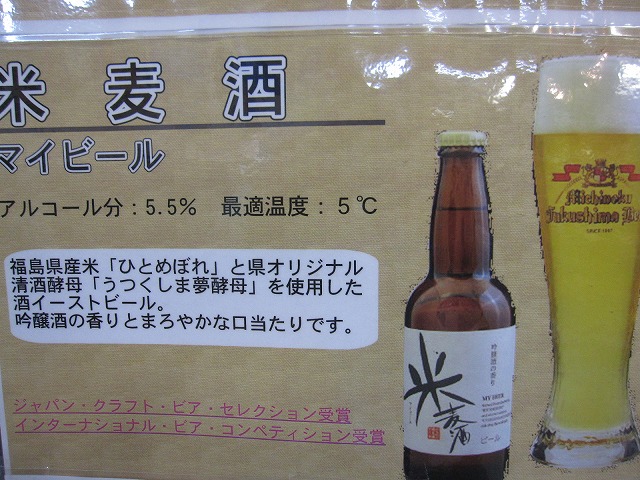 米麦酒
マイビール
アルコール分：5.5%　最適温度：５℃
福島県産米「ひとめぼれ」と県オリジナル
清酒酵母「うつくしま夢酵母」を使用した
酒イーストビール。
吟醸酒の香りとまろやかな口当たりです。
ジャパン・クラフト・ビア・セレクション受賞
インターナショナル・ビア・コンペティション受賞
吟醸酒の香り
米麦酒
MY BEER
ビール
Michinoku
Fukushima Be
SINCE 1997